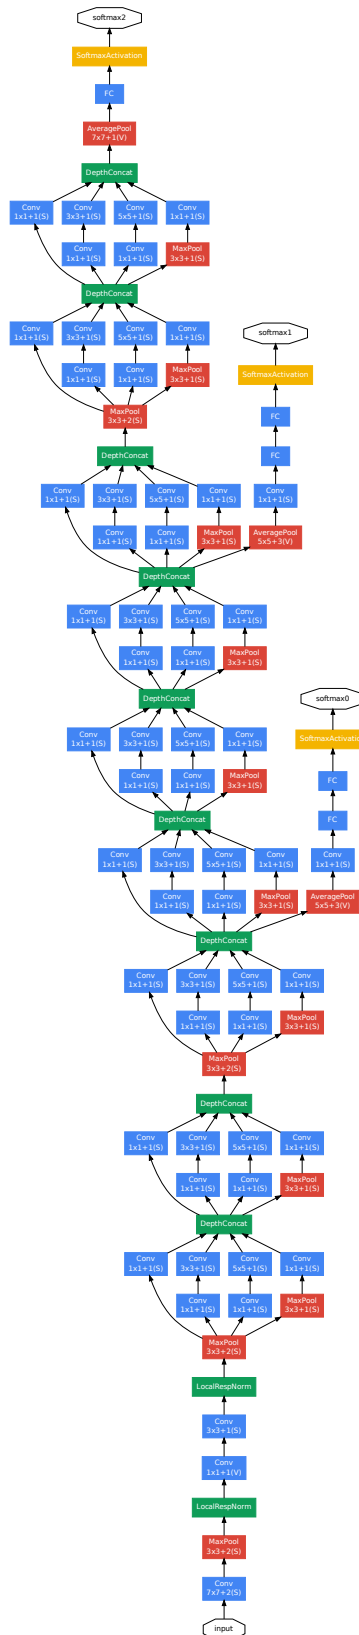 softmax2
SoftmaxActivation
FC
AveragePool
7x7+1(V)
DepthConcat
Conv Conv Conv Conv
1x1+1(S) 3x3+1(S) 5x5+1(S) 1x1+1(S)
Conv Conv MaxPool
1x1+1(S) 1x1+1(S) 3x3+1(S)
DepthConcat
Conv Conv Conv Conv
1x1+1(S) 3x3+1(S) 5x5+1(S) 1x1+1(S)
softmax1
Conv Conv MaxPool
1x1+1(S) 1x1+1(S) 3x3+1(S)
SoftmaxActivation
MaxPool
3x3+2(S)
FC
DepthConcat
FC
Conv Conv Conv Conv Conv
1x1+1(S) 3x3+1(S) 5x5+1(S) 1x1+1(S) 1x1+1(S)
Conv Conv MaxPool AveragePool
1x1+1(S) 1x1+1(S) 3x3+1(S) 5x5+3(V)
DepthConcat
Conv Conv Conv Conv
1x1+1(S) 3x3+1(S) 5x5+1(S) 1x1+1(S)
Conv Conv MaxPool
1x1+1(S) 1x1+1(S) 3x3+1(S)
DepthConcat
softmax0
Conv Conv Conv Conv
1x1+1(S) 3x3+1(S) 5x5+1(S) 1x1+1(S)
SoftmaxActivatio
Conv Conv MaxPool
1x1+1(S) 1x1+1(S) 3x3+1(S)
FC
DepthConcat
FC
Conv Conv Conv Conv Conv
1x1+1(S) 3x3+1(S) 5x5+1(S) 1x1+1(S) 1x1+1(S)
Conv Conv MaxPool AveragePool
1x1+1(S) 1x1+1(S) 3x3+1(S) 5x5+3(V)
DepthConcat
Conv Conv Conv Conv
1x1+1(S) 3x3+1(S) 5x5+1(S) 1x1+1(S)
Conv Conv MaxPool
1x1+1(S) 1x1+1(S) 3x3+1(S)
MaxPool
3x3+2(S)
DepthConcat
Conv Conv Conv Conv
1x1+1(S) 3x3+1(S) 5x5+1(S) 1x1+1(S)
Conv Conv MaxPool
1x1+1(S) 1x1+1(S) 3x3+1(S)
DepthConcat
Conv Conv Conv Conv
1x1+1(S) 3x3+1(S) 5x5+1(S) 1x1+1(S)
Conv Conv MaxPool
1x1+1(S) 1x1+1(S) 3x3+1(S)
MaxPool
3x3+2(S)
LocalRespNorm
Conv
3x3+1(S)
Conv
1x1+1(V)
LocalRespNorm
MaxPool
3x3+2(S)
Conv
7x7+2(S)
input